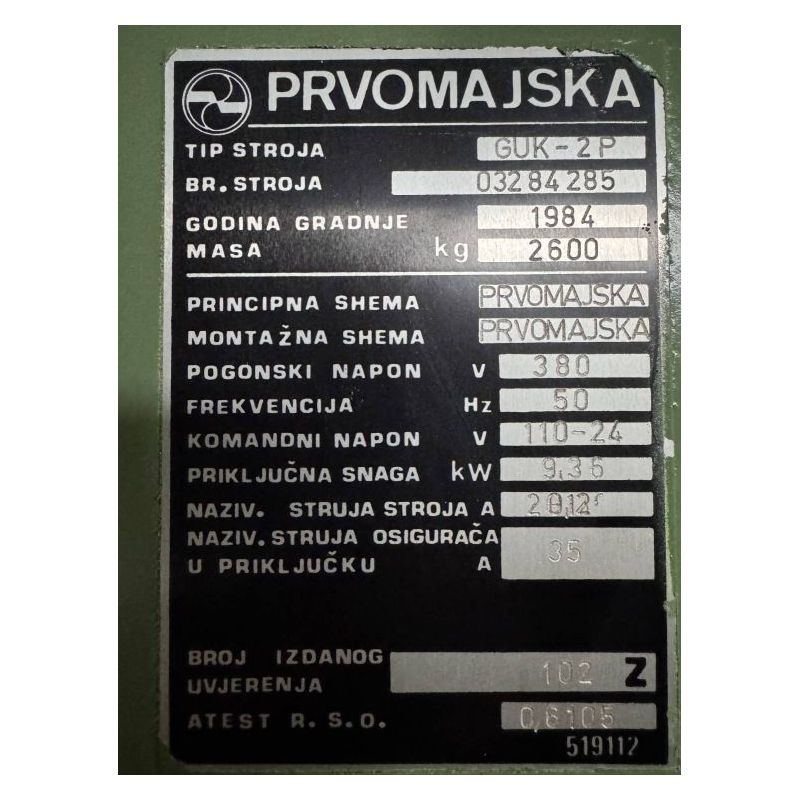 PRVOMAJSKA
TIP STROJA GUK-2P
BR. STROJA 03284285
GODINA GRADNJE 1984
MASA kg 2600
PRINCIPNA SHEMA PRVOMAJSKA
MONTAŽNA SHEMA PRVOMAJSKA
POGONSKI NAPON V 380
FREKVENCIJA Hz 50
KOMANDNI NAPON V 110-24
PRIKLJUČNA SNAGA kW 9,36
NAZIV. STRUJA STROJA A
NAZIV. STRUJA OSIGURAČA
U PRIKLJUČKU A 35
BROJ IZDANOG
UVJERENJA 102 Z
ATEST R. S. O. 0,6105
519112